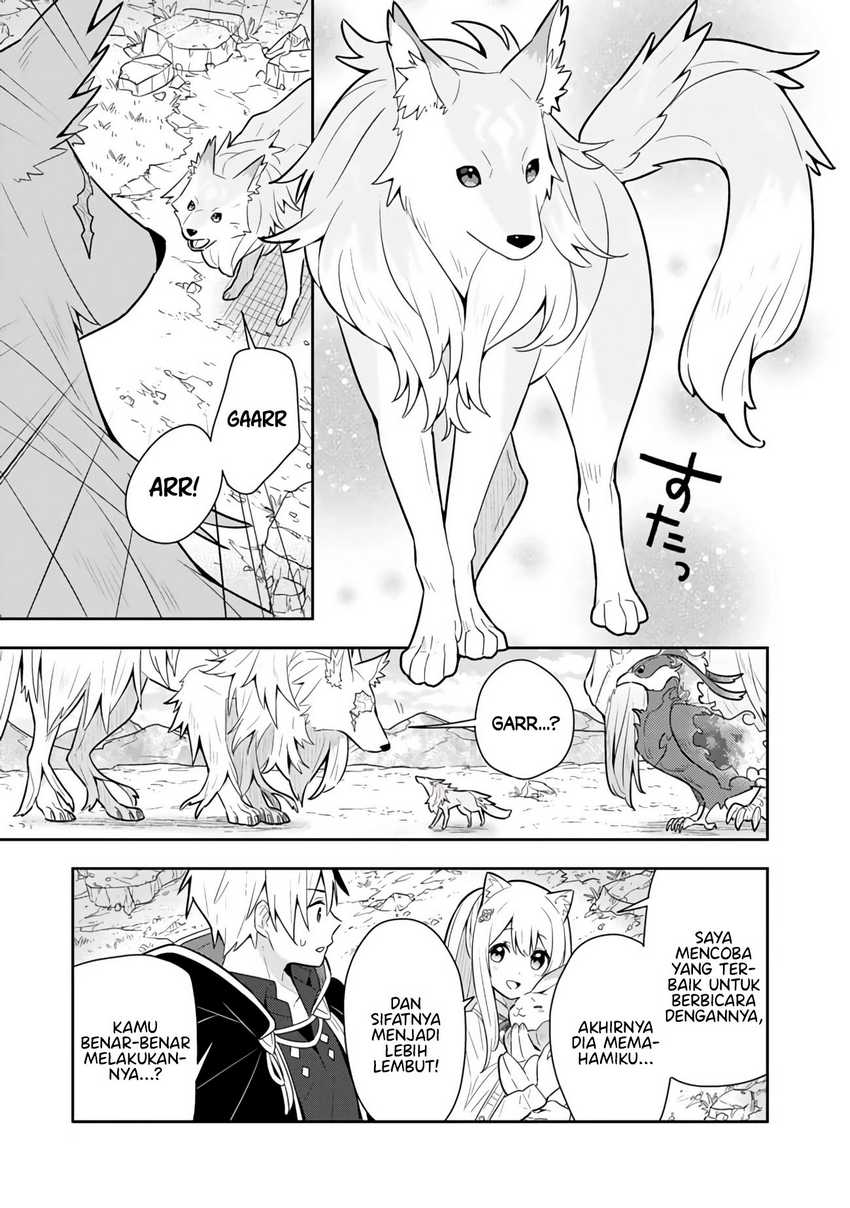 すたっ
GAARR
ARR!
GARR...?
SAYA
MENCOBA
YANG TER-
BAIK UNTUK
BERBICARA
DENGANNYA,
AKHIRNYA
DIA MEMA-
HAMIKU...
DAN
SIFATNYA
MENJADI
LEBIH
LEMBUT!
KAMU
BENAR-BENAR
MELAKUKAN-
NYA...?